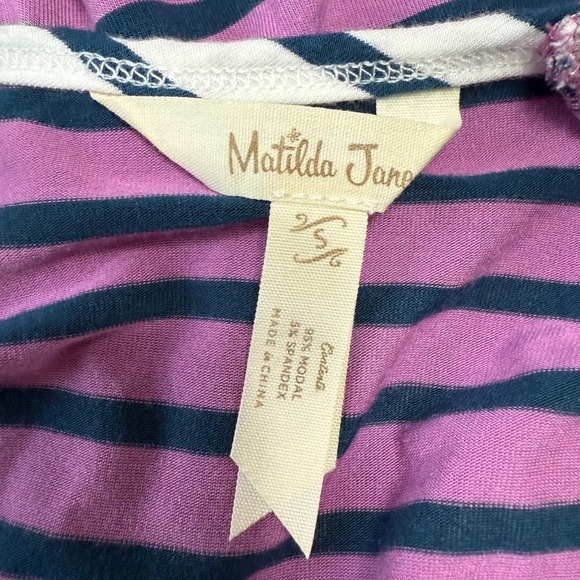 Matilda Jane
S
Content
95% MODAL
5% SPANDEX
MADE in CHINA